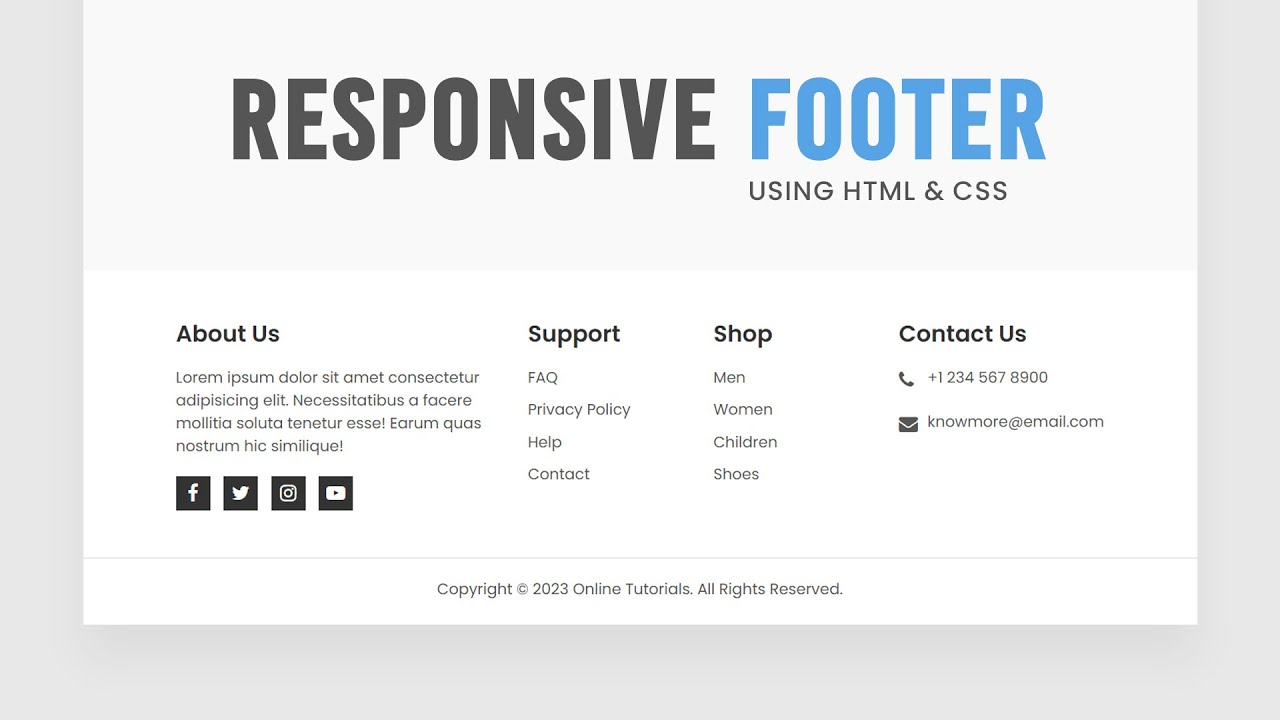 RESPONSIVE FOOTER
USING HTML & CSS
About Us
Lorem ipsum dolor sit amet consectetur
adipisicing elit. Necessitatibus a facere
mollitia soluta tenetur esse! Earum quas
nostrum hic similique!
Support
FAQ
Privacy Policy
Help
Contact
Shop
Men
Women
Children
Shoes
Contact Us
+1 234 567 8900
knowmore@email.com
Copyright © 2023 Online Tutorials. All Rights Reserved.